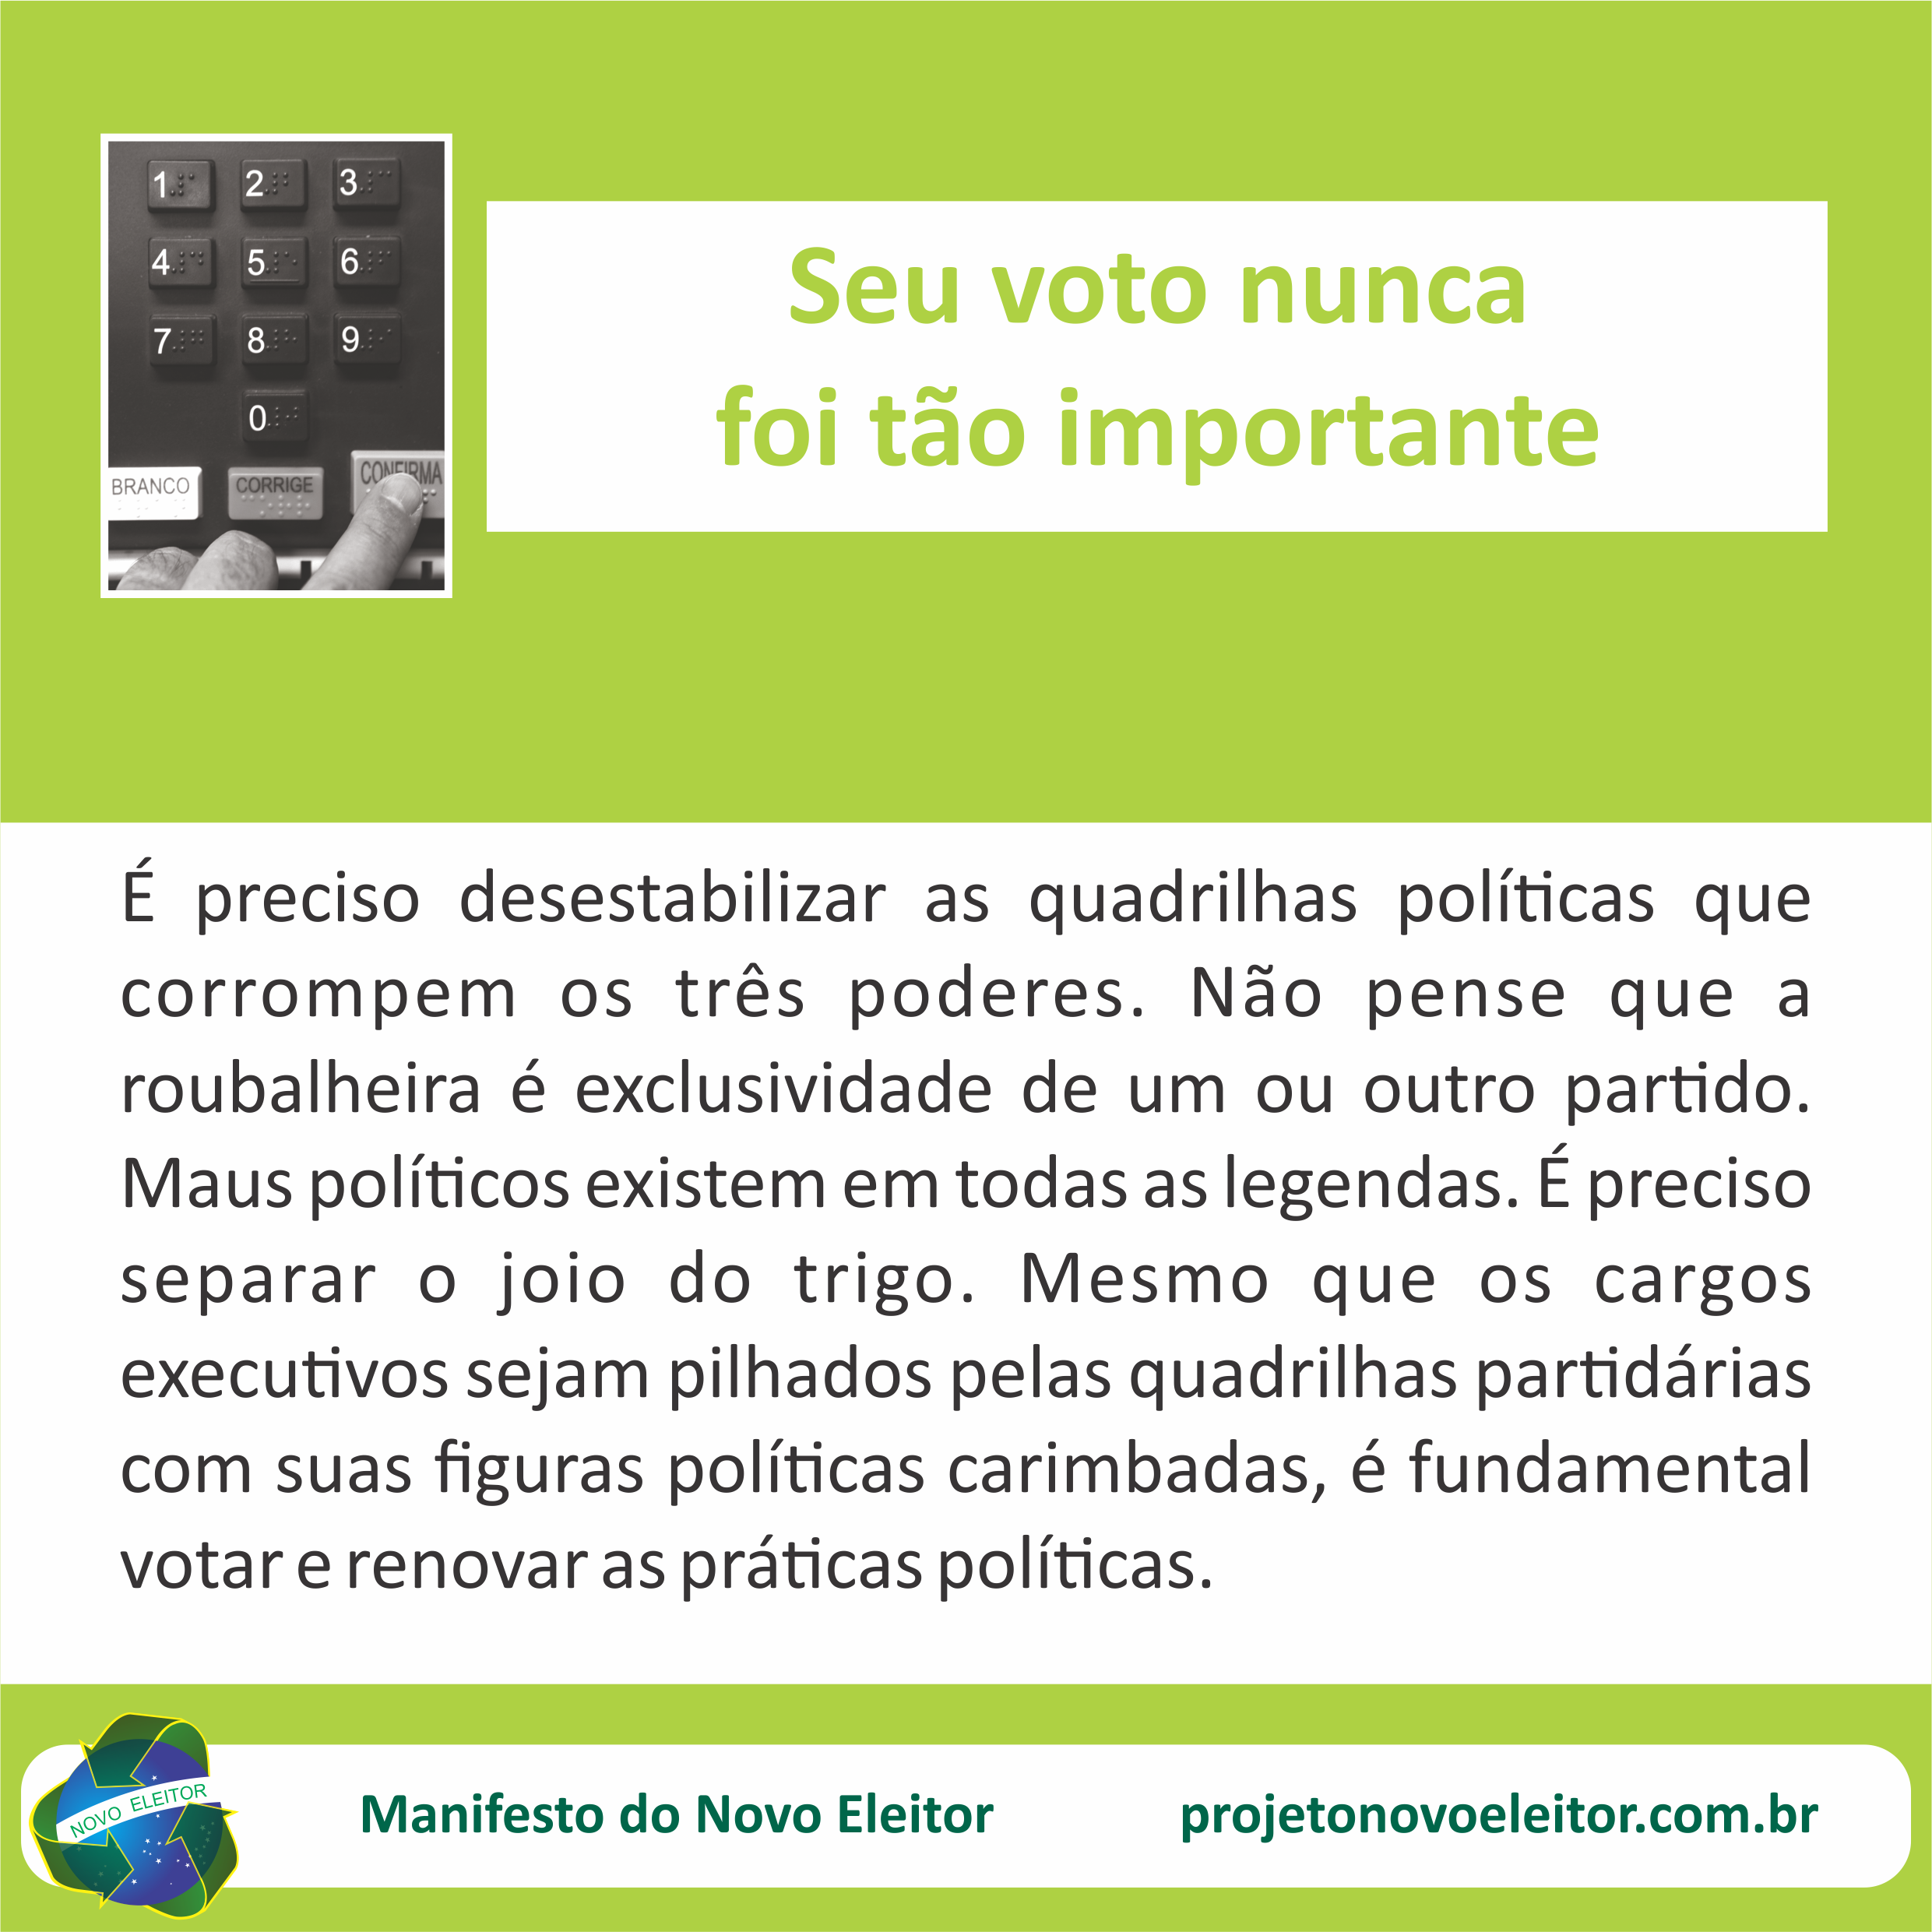 1 2 3
4 5 6
7 8 9
0
BRANCO CORRIGE CONFIRMA
Seu voto nunca
foi tão importante
É preciso desestabilizar as quadrilhas políticas que
corrompem os três poderes. Não pense que a
roubalheira é exclusividade de um ou outro partido.
Maus políticos existem em todas as legendas. É preciso
separar o joio do trigo. Mesmo que os cargos
executivos sejam pilhados pelas quadrilhas partidárias
com suas figuras políticas carimbadas, é fundamental
votar e renovar as práticas políticas.
NOVO ELEITOR
Manifesto do Novo Eleitor
projetonovoeleitor.com.br